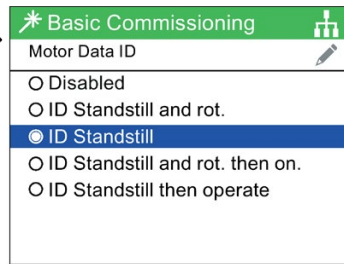 Basic Commissioning
Motor Data ID
Disabled
ID Standstill and rot.
ID Standstill
ID Standstill and rot. then on.
ID Standstill then operate